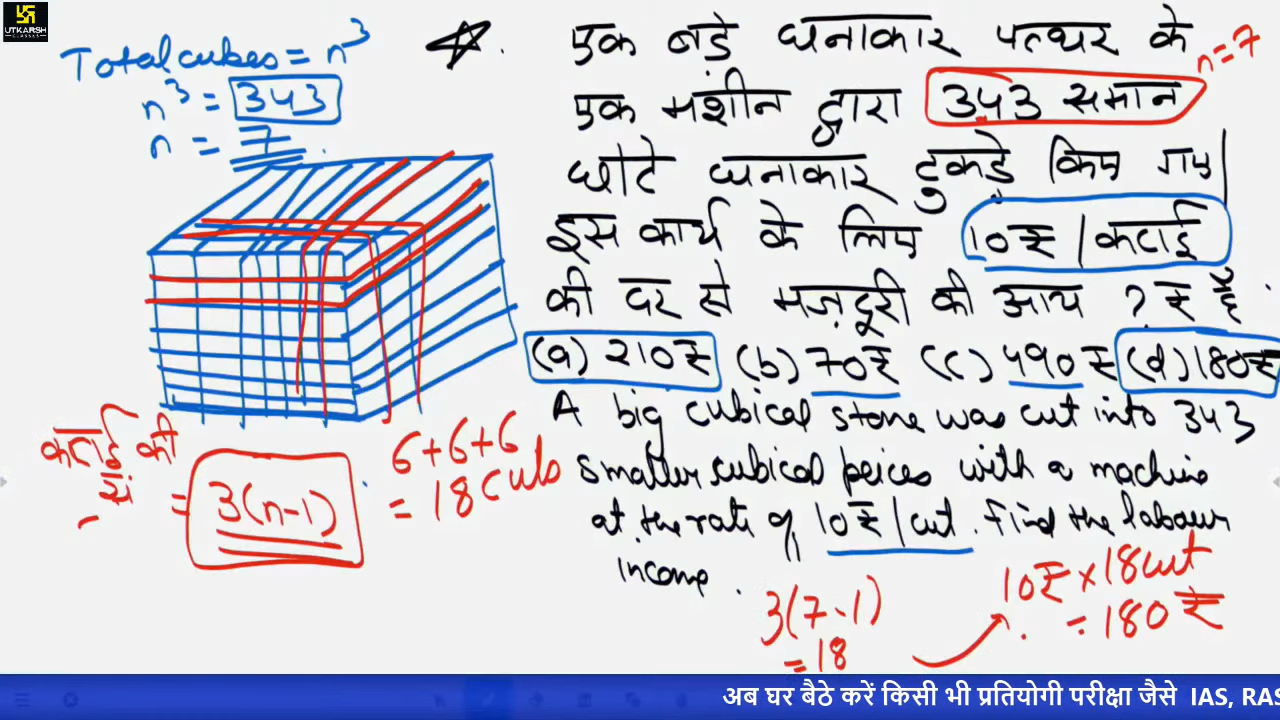 UTKARSH
CLASSES
Total cubes = n³
n³ = 343
n = 7
एक बड़े घनाकार पत्थर के
n=7
एक मशीन द्वारा 343 समान
छोटे घनाकार टुकड़े किए गए|
इस कार्य के लिए 10₹/कटाई
की दर से मज़दूरी की आय ? ₹ है
(a) 210₹ (b) 70₹ (c) 490₹ (d) 180₹
A big cubical stone was cut into 343
smaller cubical peices with a machine
at the rate of 10₹/cut. Find the labour
income.
कटाई की
सं = 3(n-1)
6+6+6
= 18 cuts
3(7-1)
= 18
10₹ × 18 cut
= 180₹
अब घर बैठे करें किसी भी प्रतियोगी परीक्षा जैसे IAS, RAS